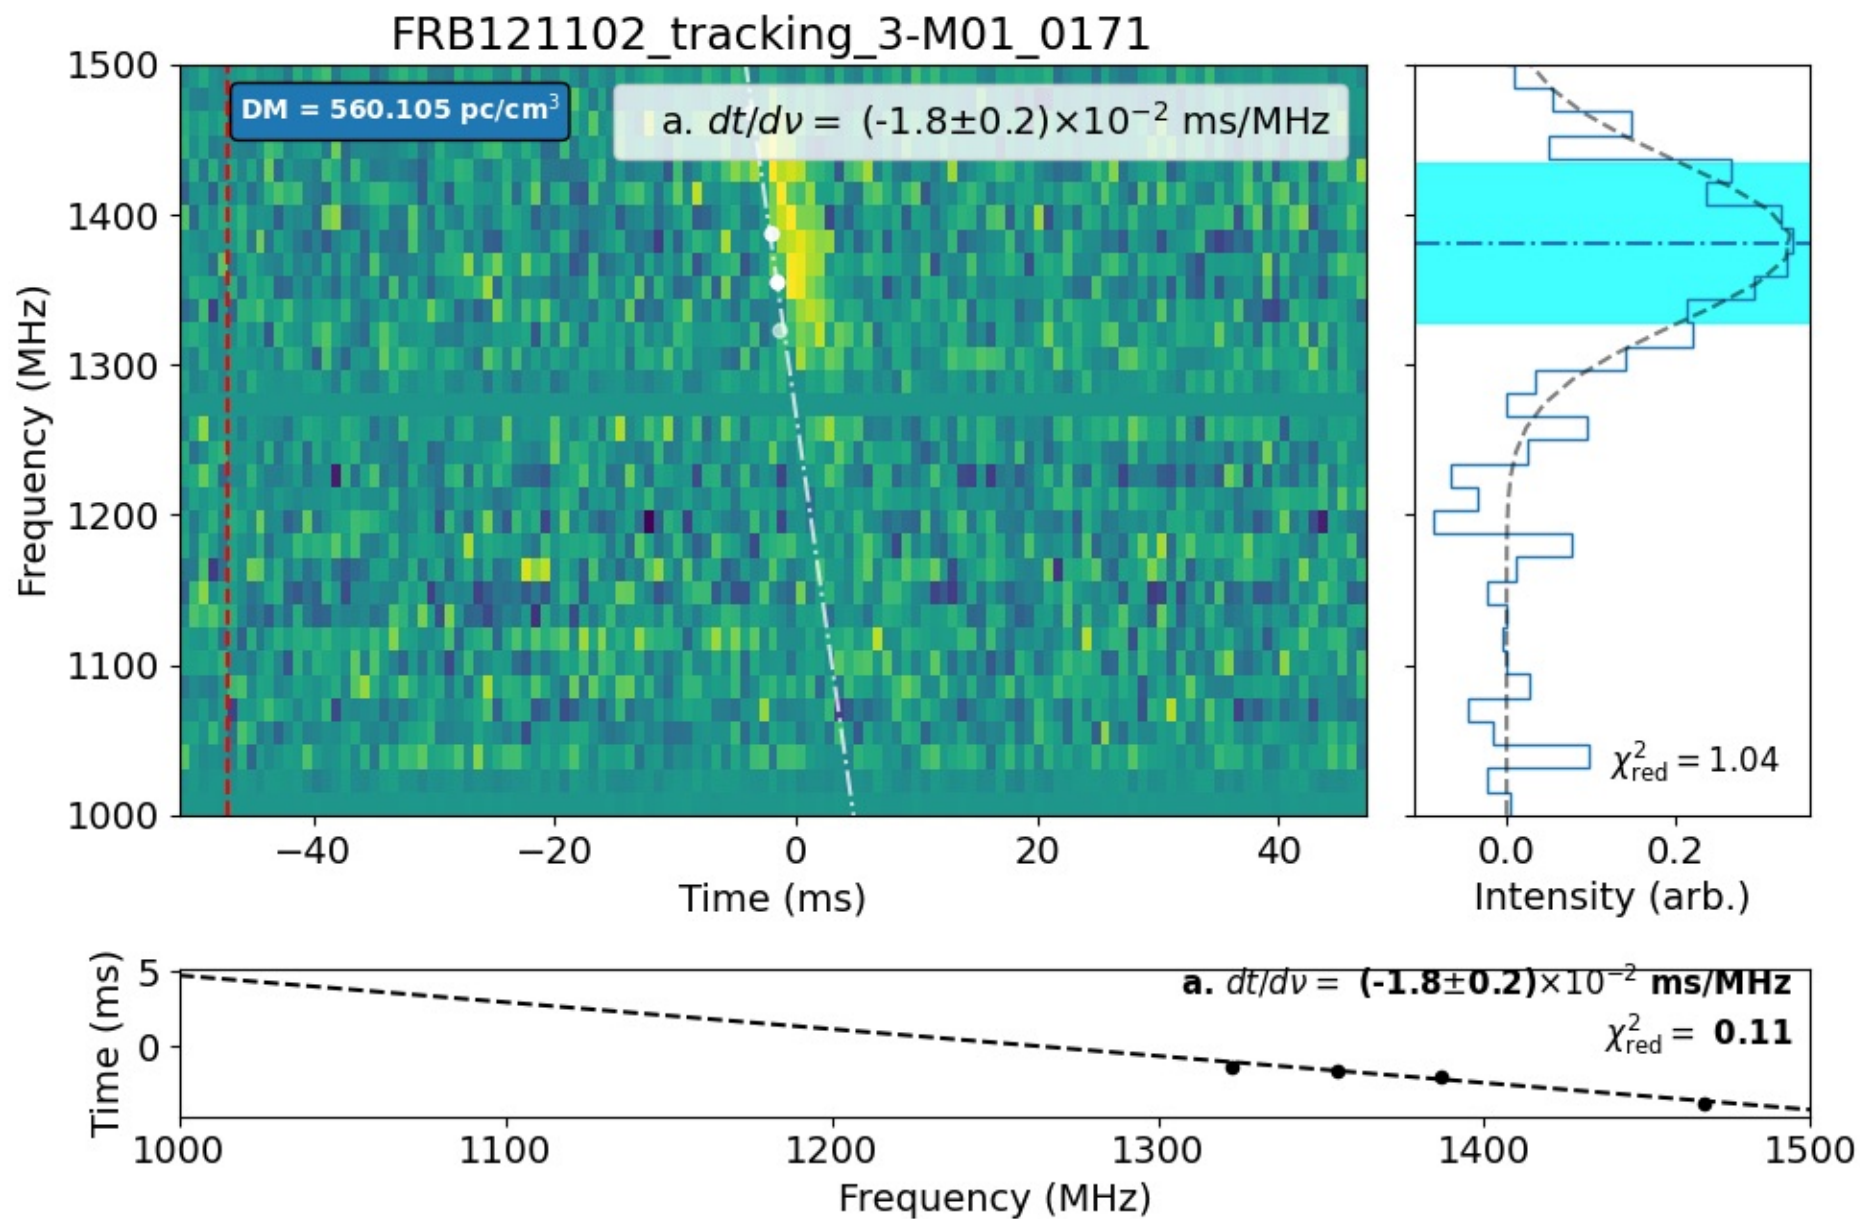 FRB121102_tracking_3-M01_0171
1500
1400
1300
1200
1100
1000
Frequency (MHz)
DM = 560.105 pc/cm³
a. dt/dν = (-1.8±0.2)×10⁻² ms/MHz
−40
−20
0
20
40
Time (ms)
χ²red = 1.04
0.0
0.2
Intensity (arb.)
5
0
Time (ms)
a. dt/dν = (-1.8±0.2)×10⁻² ms/MHz
χ²red = 0.11
1000
1100
1200
1300
1400
1500
Frequency (MHz)